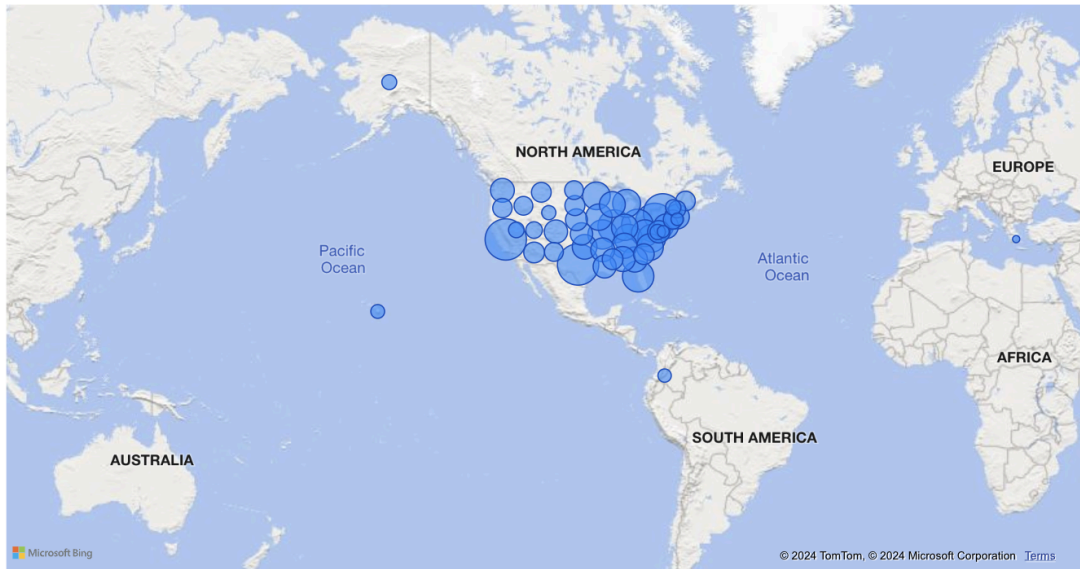 NORTH AMERICA
EUROPE
Pacific
Ocean
Atlantic
Ocean
AFRICA
SOUTH AMERICA
AUSTRALIA
Microsoft Bing
© 2024 TomTom, © 2024 Microsoft Corporation Terms